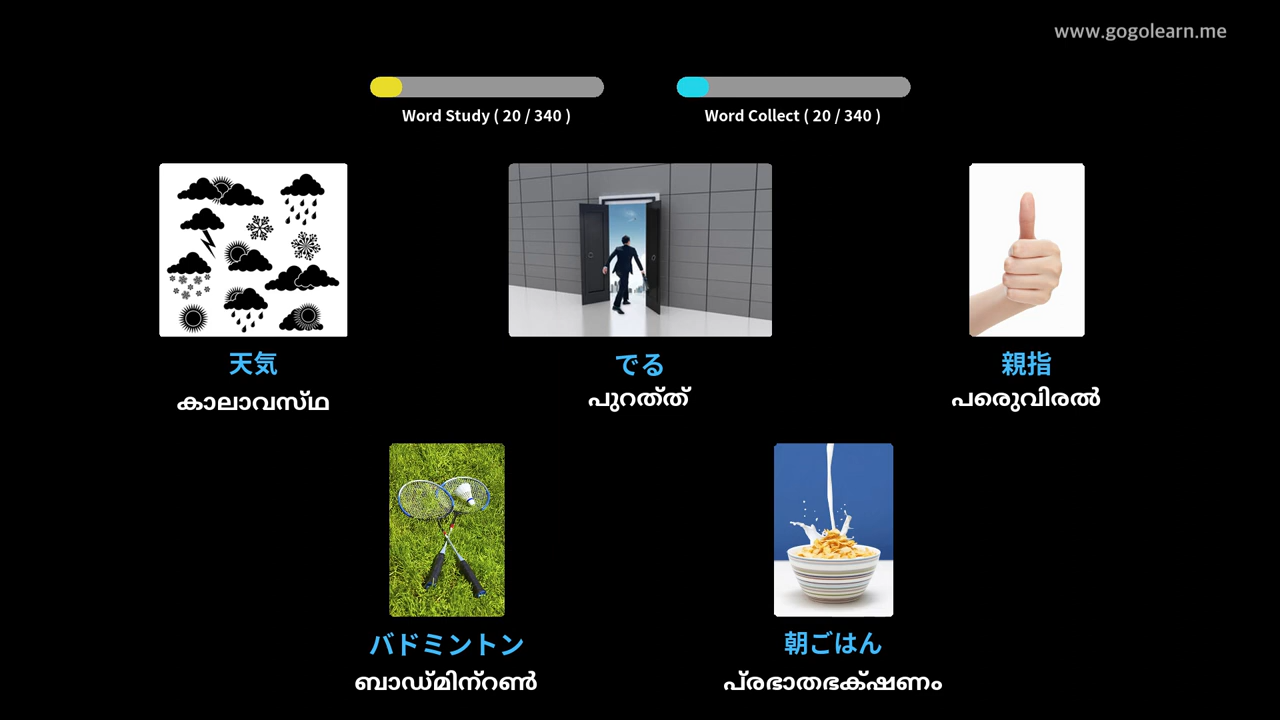 www.gogolearn.me
Word Study ( 20 / 340 )
Word Collect ( 20 / 340 )
天気
കാലാവസ്ഥ
でる
പുറത്ത്
親指
പരെുവിരൽ
バドミントン
ബാഡ്മിന്റൺ
朝ごはん
പ്രഭാതഭക്ഷണം